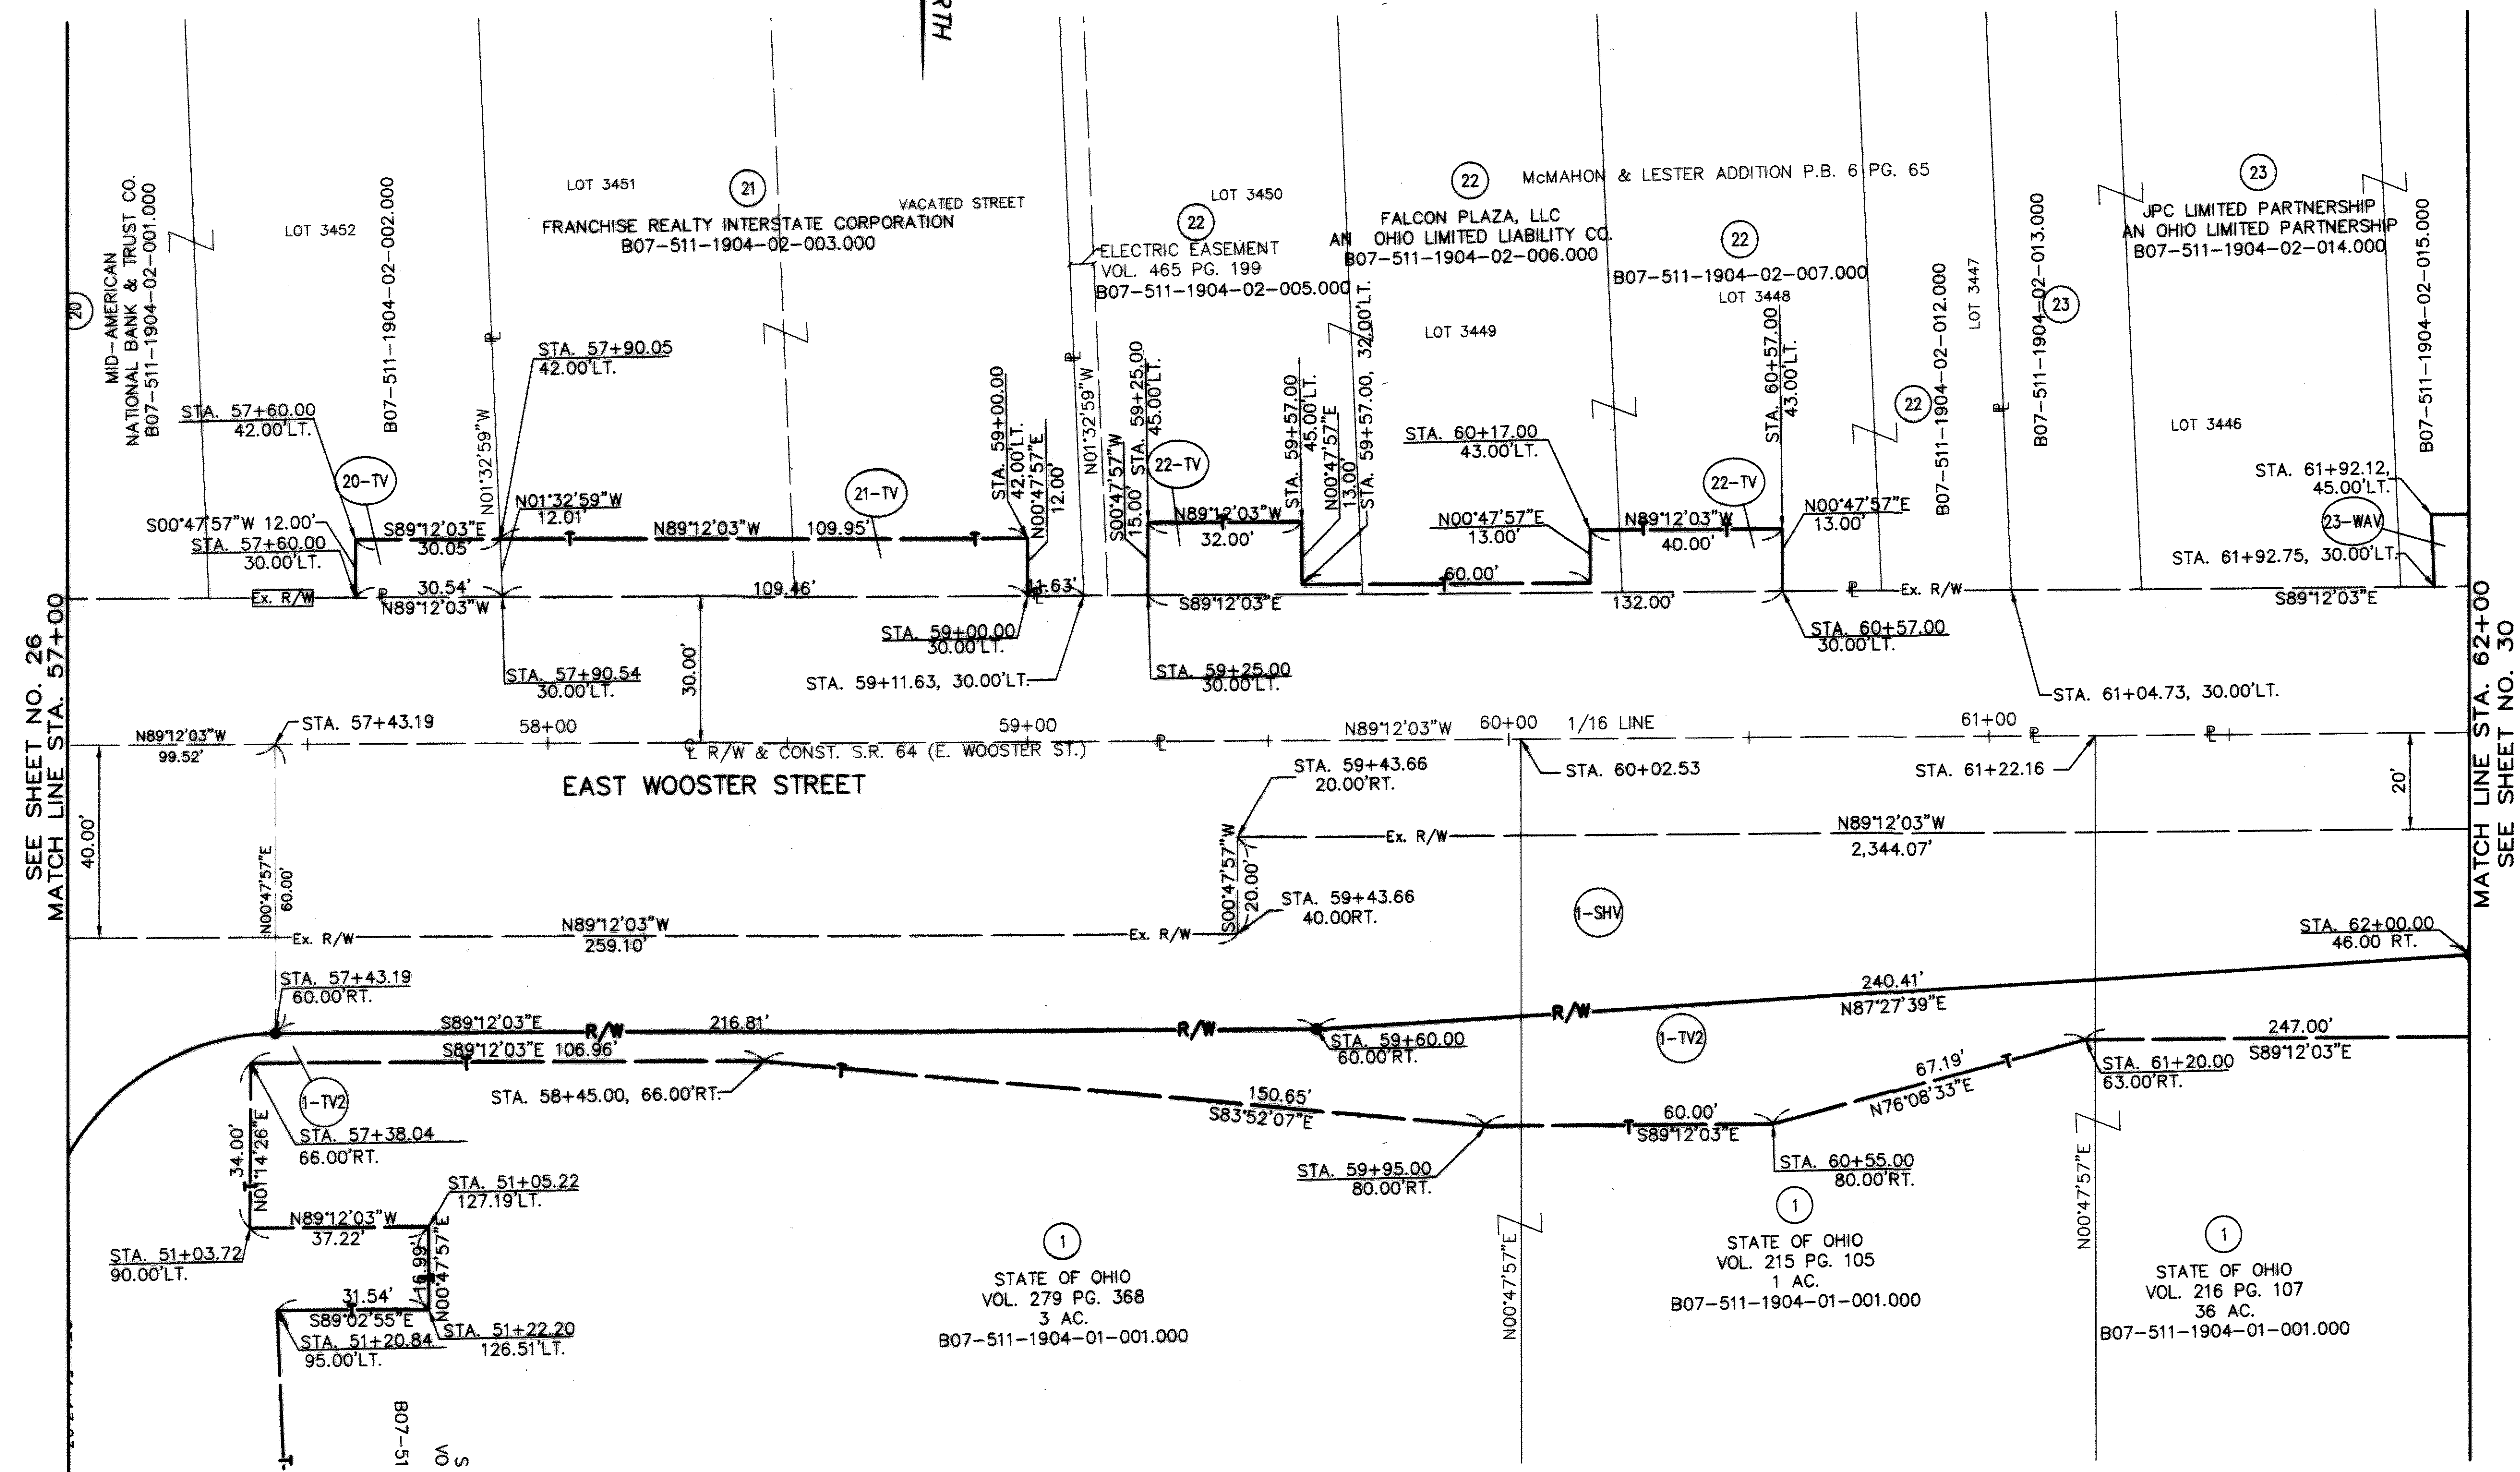 RTH
SEE SHEET NO. 26
MATCH LINE STA. 57+00
20
MID-AMERICAN
NATIONAL BANK & TRUST CO.
B07-511-1904-02-001.000
LOT 3452
B07-511-1904-02-002.000
LOT 3451
21
FRANCHISE REALTY INTERSTATE CORPORATION
B07-511-1904-02-003.000
VACATED STREET
LOT 3450
22
ELECTRIC EASEMENT
VOL. 465 PG. 199
B07-511-1904-02-005.000
22
McMAHON & LESTER ADDITION P.B. 6 PG. 65
FALCON PLAZA, LLC
AN OHIO LIMITED LIABILITY CO.
B07-511-1904-02-006.000
LOT 3449
22
B07-511-1904-02-007.000
LOT 3448
22
B07-511-1904-02-012.000
LOT 3447
B07-511-1904-02-013.000
23
23
JPC LIMITED PARTNERSHIP
AN OHIO LIMITED PARTNERSHIP
B07-511-1904-02-014.000
LOT 3446
B07-511-1904-02-015.000
STA. 57+60.00
42.00'LT.
20-TV
S00°47'57"W 12.00'
STA. 57+60.00
30.00'LT.
S89°12'03"E
30.05'
30.54'
N89°12'03"W
Ex. R/W
PL
PL
N01°32'59"W
STA. 57+90.05
42.00'LT.
N01°32'59"W
12.01'
N89°12'03"W 109.95'
21-TV
109.46'
STA. 57+90.54
30.00'LT.
30.00'
STA. 59+00.00
42.00'LT.
N00°47'57"E
12.00'
STA. 59+00.00
30.00'LT.
PL
N01°32'59"W
11.63'
PL
STA. 59+11.63, 30.00'LT.
S00°47'57"W
15.00'
STA. 59+25.00
45.00'LT.
22-TV
N89°12'03"W
32.00'
STA. 59+25.00
30.00'LT.
S89°12'03"E
STA. 59+57.00
45.00'LT.
N00°47'57"E
13.00'
STA. 59+57.00, 32.00'LT.
60.00'
STA. 60+17.00
43.00'LT.
N00°47'57"E
13.00'
N89°12'03"W
40.00'
22-TV
STA. 60+57.00
43.00'LT.
N00°47'57"E
13.00'
132.00'
STA. 60+57.00
30.00'LT.
PL
Ex. R/W
PL
STA. 61+04.73, 30.00'LT.
STA. 61+92.12,
45.00'LT.
23-WAV
STA. 61+92.75, 30.00'LT.
S89°12'03"E
MATCH LINE STA. 62+00
SEE SHEET NO. 30
N89°12'03"W
99.52'
STA. 57+43.19
58+00
59+00
CL R/W & CONST. S.R. 64 (E. WOOSTER ST.)
PL
N89°12'03"W
60+00
1/16 LINE
61+00
PL
PL
EAST WOOSTER STREET
STA. 59+43.66
20.00'RT.
STA. 60+02.53
STA. 61+22.16
20'
40.00'
N00°47'57"E
60.00'
Ex. R/W
N89°12'03"W
2,344.07'
S00°47'57"W
20.00'
STA. 59+43.66
40.00RT.
Ex. R/W
N89°12'03"W
259.10'
Ex. R/W
1-SHV
STA. 62+00.00
46.00 RT.
STA. 57+43.19
60.00'RT.
S89°12'03"E
R/W
216.81'
R/W
STA. 59+60.00
60.00'RT.
R/W
240.41'
N87°27'39"E
1-TV2
S89°12'03"E 106.96'
T
T
STA. 58+45.00, 66.00'RT.
1-TV2
STA. 57+38.04
66.00'RT.
34.00'
N01°14'26"E
150.65'
S83°52'07"E
STA. 59+95.00
80.00'RT.
60.00'
T
S89°12'03"E
STA. 60+55.00
80.00'RT.
67.19'
N76°08'33"E
T
STA. 61+20.00
63.00'RT.
247.00'
S89°12'03"E
STA. 51+05.22
127.19'LT.
N89°12'03"W
37.22'
STA. 51+03.72
90.00'LT.
16.99'
N00°47'57"E
31.54'
S89°02'55"E
STA. 51+20.84
95.00'LT.
STA. 51+22.20
126.51'LT.
1
STATE OF OHIO
VOL. 279 PG. 368
3 AC.
B07-511-1904-01-001.000
N00°47'57"E
1
STATE OF OHIO
VOL. 215 PG. 105
1 AC.
B07-511-1904-01-001.000
N00°47'57"E
1
STATE OF OHIO
VOL. 216 PG. 107
36 AC.
B07-511-1904-01-001.000
B07-51
VO
S